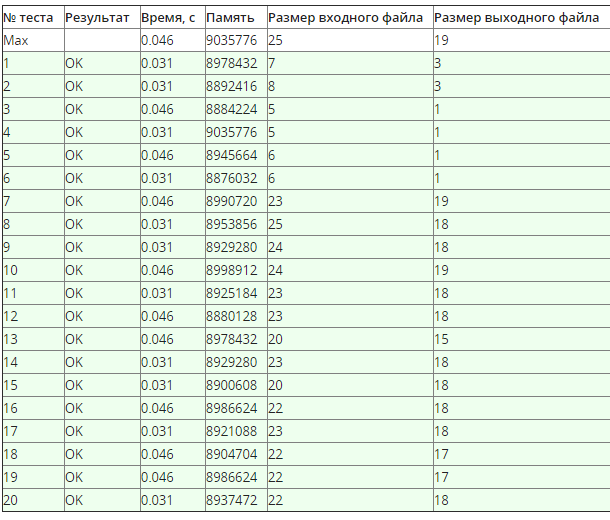 № теста Результат Время, с Память Размер входного файла Размер выходного файла
Max 0.046 9035776 25 19
1 OK 0.031 8978432 7 3
2 OK 0.031 8892416 8 3
3 OK 0.046 8884224 5 1
4 OK 0.031 9035776 5 1
5 OK 0.046 8945664 6 1
6 OK 0.031 8876032 6 1
7 OK 0.046 8990720 23 19
8 OK 0.031 8953856 25 18
9 OK 0.031 8929280 24 18
10 OK 0.046 8998912 24 19
11 OK 0.031 8925184 23 18
12 OK 0.046 8880128 23 18
13 OK 0.046 8978432 20 15
14 OK 0.031 8929280 23 18
15 OK 0.031 8900608 20 18
16 OK 0.046 8986624 22 18
17 OK 0.031 8921088 23 18
18 OK 0.046 8904704 22 17
19 OK 0.046 8986624 22 17
20 OK 0.031 8937472 22 18